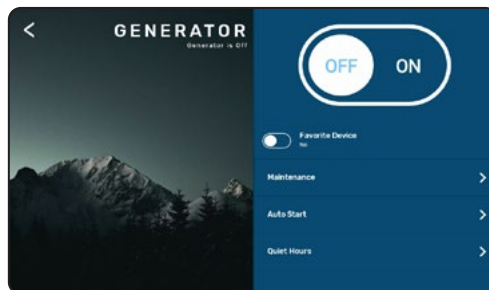 GENERATOR
Generator is Off
OFF ON
Favorite Device
No
Maintenance
Auto Start
Quiet Hours